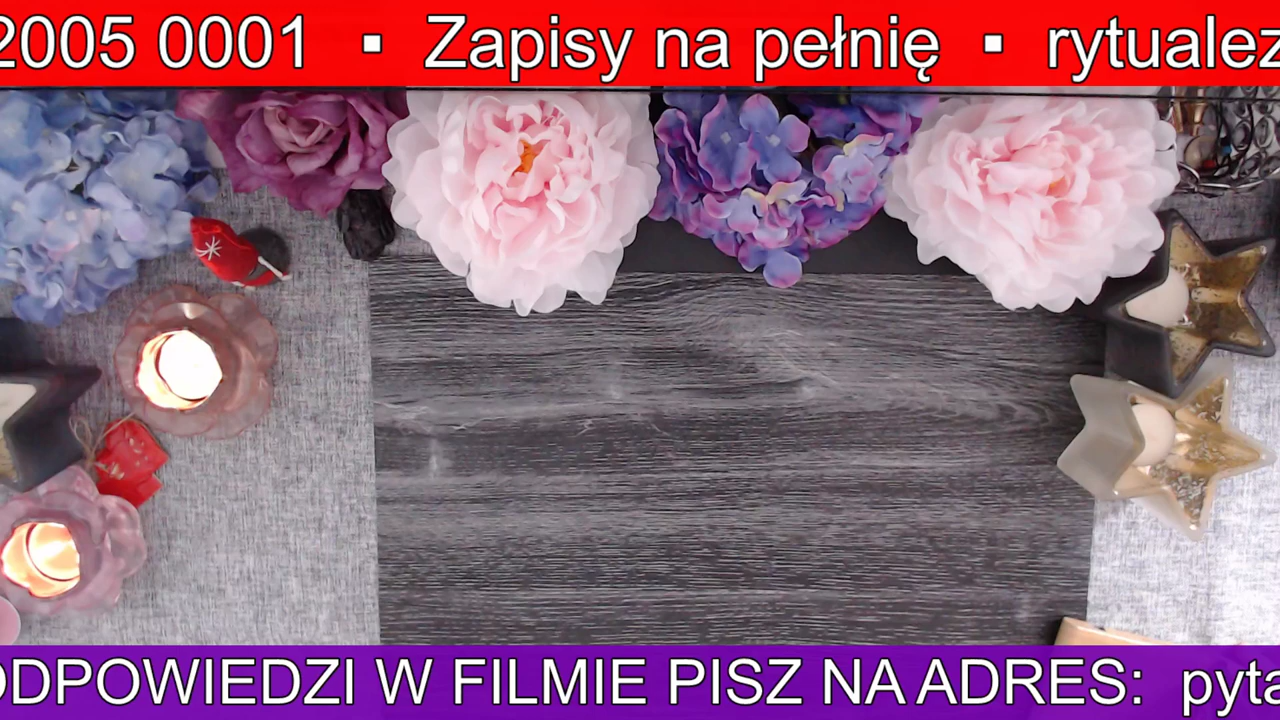 2005 0001 ▪ Zapisy na pełnię ▪ rytualez
ODPOWIEDZI W FILMIE PISZ NA ADRES: pyta